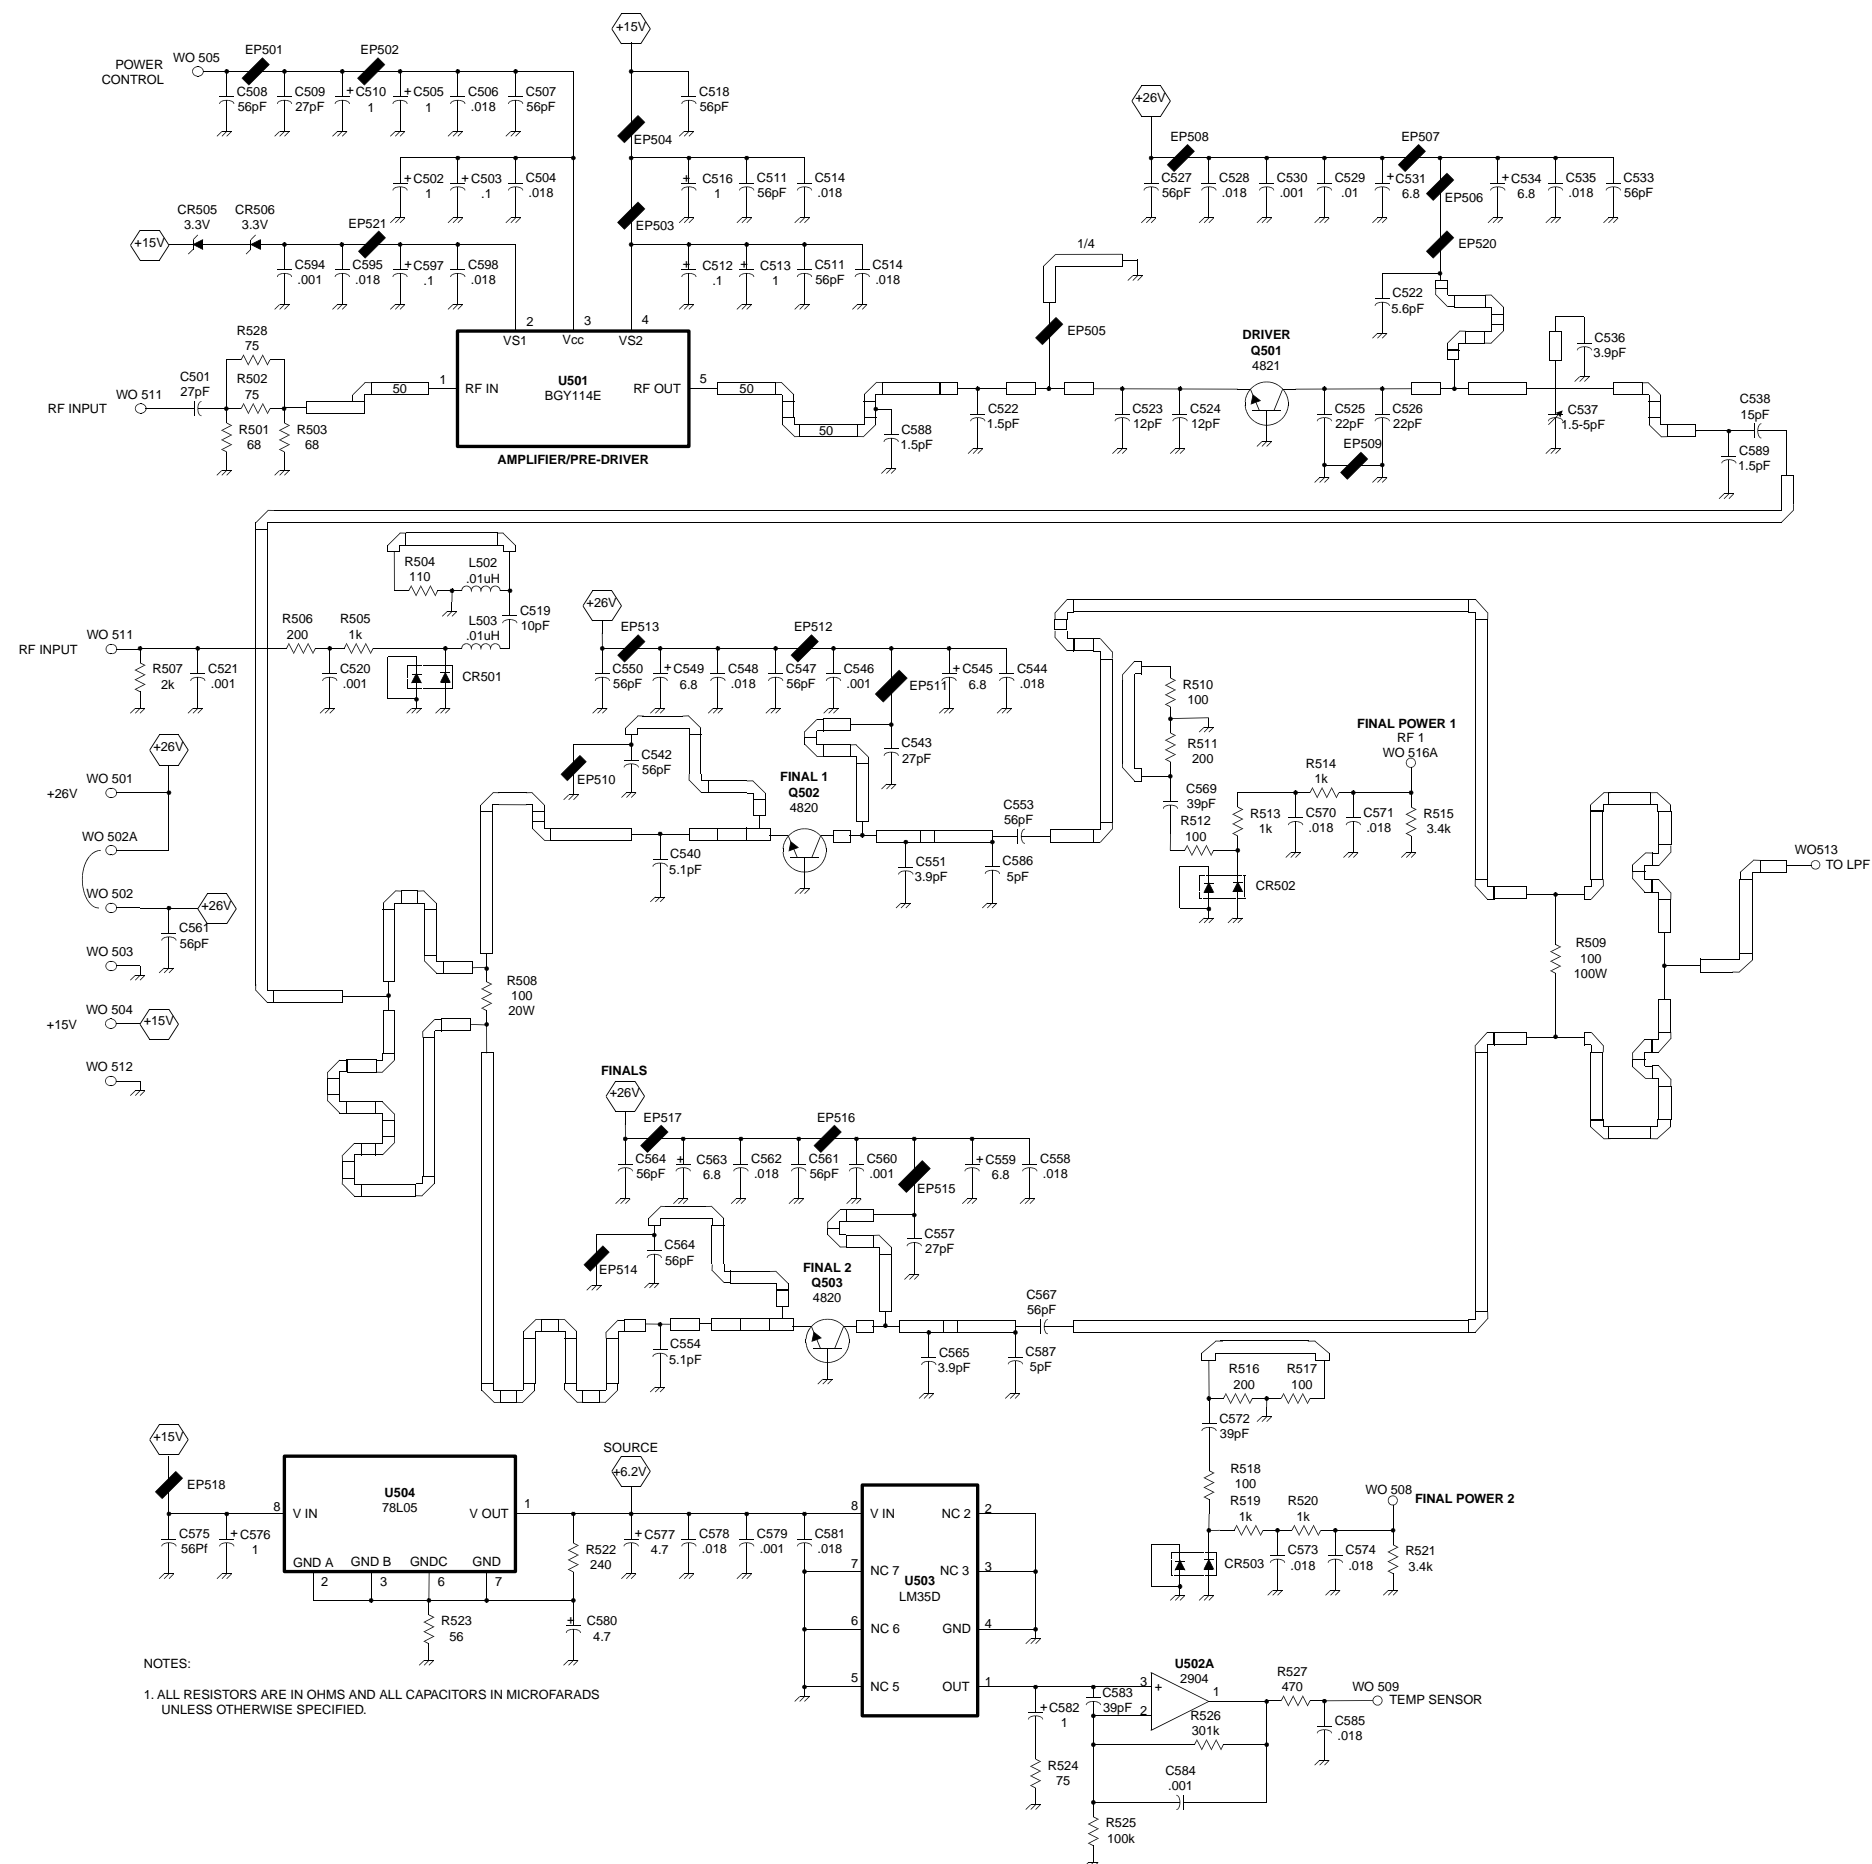 +15V
POWER
CONTROL
WO 505
EP501
EP502
C508
56pF
C509
27pF
+C510
1
+C505
1
C506
.018
C507
56pF
C518
56pF
EP504
+C502
1
+C503
.1
C504
.018
+
C516
1
C511
56pF
C514
.018
EP503
CR505
3.3V
CR506
3.3V
EP521
+15V
C594
.001
C595
.018
+C597
.1
C598
.018
+
C512
.1
+
C513
1
C511
56pF
C514
.018
+26V
EP508
EP507
C527
56pF
C528
.018
C530
.001
C529
.01
+C531
6.8
EP506
+C534
6.8
C535
.018
C533
56pF
EP520
1/4
EP505
C522
5.6pF
R528
75
R502
75
C501
27pF
RF INPUT
WO 511
R501
68
R503
68
50
1
2
3
4
5
VS1
Vcc
VS2
RF IN
U501
BGY114E
RF OUT
AMPLIFIER/PRE-DRIVER
50
50
C588
1.5pF
C522
1.5pF
C523
12pF
C524
12pF
DRIVER
Q501
4821
C525
22pF
C526
22pF
EP509
C536
3.9pF
C537
1.5-5pF
C538
15pF
C589
1.5pF
R504
110
L502
.01uH
L503
.01uH
C519
10pF
RF INPUT
WO 511
R507
2k
C521
.001
R506
200
R505
1k
C520
.001
CR501
+26V
EP513
EP512
C550
56pF
+C549
6.8
C548
.018
C547
56pF
C546
.001
EP511
+C545
6.8
C544
.018
C543
27pF
C542
56pF
EP510
FINAL 1
Q502
4820
C540
5.1pF
C551
3.9pF
C553
56pF
C586
5pF
R510
100
R511
200
C569
39pF
R512
100
R513
1k
CR502
C570
.018
R514
1k
C571
.018
FINAL POWER 1
RF 1
WO 516A
R515
3.4k
+26V
WO 501
+26V
WO 502A
WO 502
+26V
C561
56pF
WO 503
WO 504
+15V
+15V
WO 512
R508
100
20W
R509
100
100W
WO513
TO LPF
FINALS
+26V
EP517
EP516
C564
56pF
+
C563
6.8
C562
.018
C561
56pF
C560
.001
EP515
+C559
6.8
C558
.018
C557
27pF
C564
56pF
EP514
FINAL 2
Q503
4820
C554
5.1pF
C565
3.9pF
C567
56pF
C587
5pF
R516
200
R517
100
C572
39pF
R518
100
R519
1k
R520
1k
WO 508
FINAL POWER 2
CR503
C573
.018
C574
.018
R521
3.4k
+15V
EP518
C575
56Pf
+
C576
1
8
V IN
U504
78L05
V OUT
1
GND A
GND B
GNDC
GND
2
3
6
7
R523
56
R522
240
+
C580
4.7
SOURCE
+6.2V
+C577
4.7
C578
.018
C579
.001
C581
.018
8
V IN
NC 2
2
7
NC 7
NC 3
3
U503
LM35D
6
NC 6
GND
4
5
NC 5
OUT
1
+C582
1
R524
75
C583
39pF
3
+
2
U502A
2904
1
R526
301k
C584
.001
R525
100k
R527
470
C585
.018
WO 509
TEMP SENSOR
NOTES:
1. ALL RESISTORS ARE IN OHMS AND ALL CAPACITORS IN MICROFARADS
UNLESS OTHERWISE SPECIFIED.